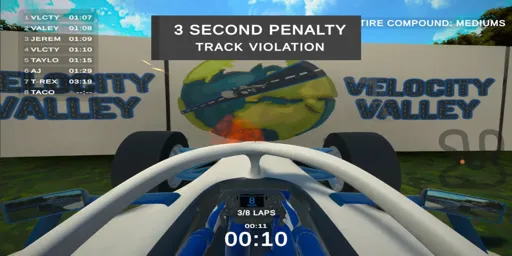 1 VLCTY 01:07
2 VALEY 01:08
3 JEREM 01:09
4 VLCTY 01:10
5 TAYLO 01:15
6 AJ 01:29
7 T-REX 03:19
8 TACO --:--
3 SECOND PENALTY
TRACK VIOLATION
TIRE COMPOUND: MEDIUMS
VELOCITY
VALLEY
VELOCITY
VALLEY
8
3/8 LAPS
00:11
00:10